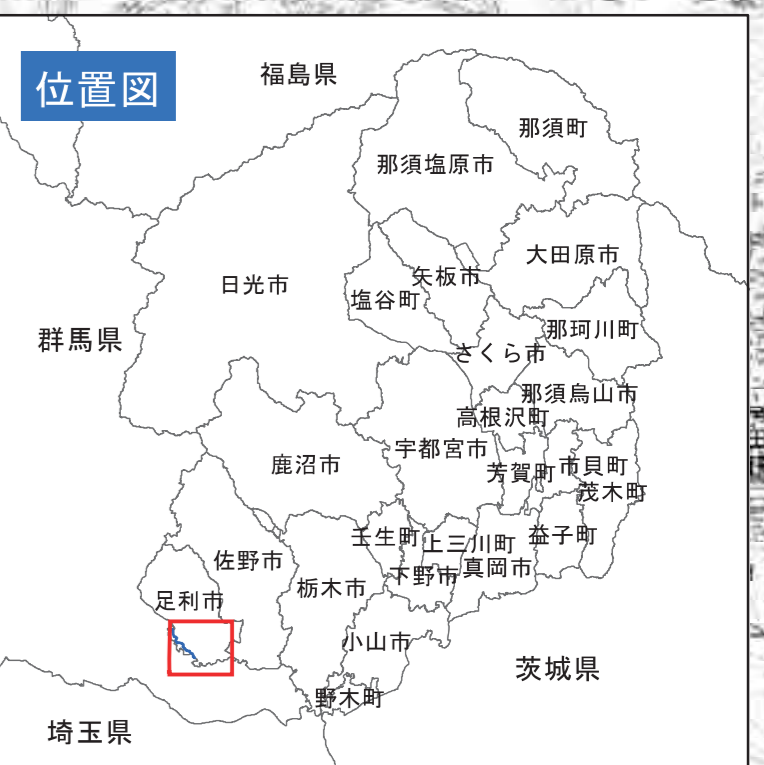 位置図
福島県
那須町
那須塩原市
大田原市
矢板市
日光市
塩谷町
那珂川町
群馬県
さくら市
那須烏山市
高根沢町
宇都宮市
鹿沼市
芳賀町
市貝町
茂木町
壬生町
上三川町
益子町
佐野市
真岡市
下野市
栃木市
足利市
小山市
茨城県
野木町
埼玉県